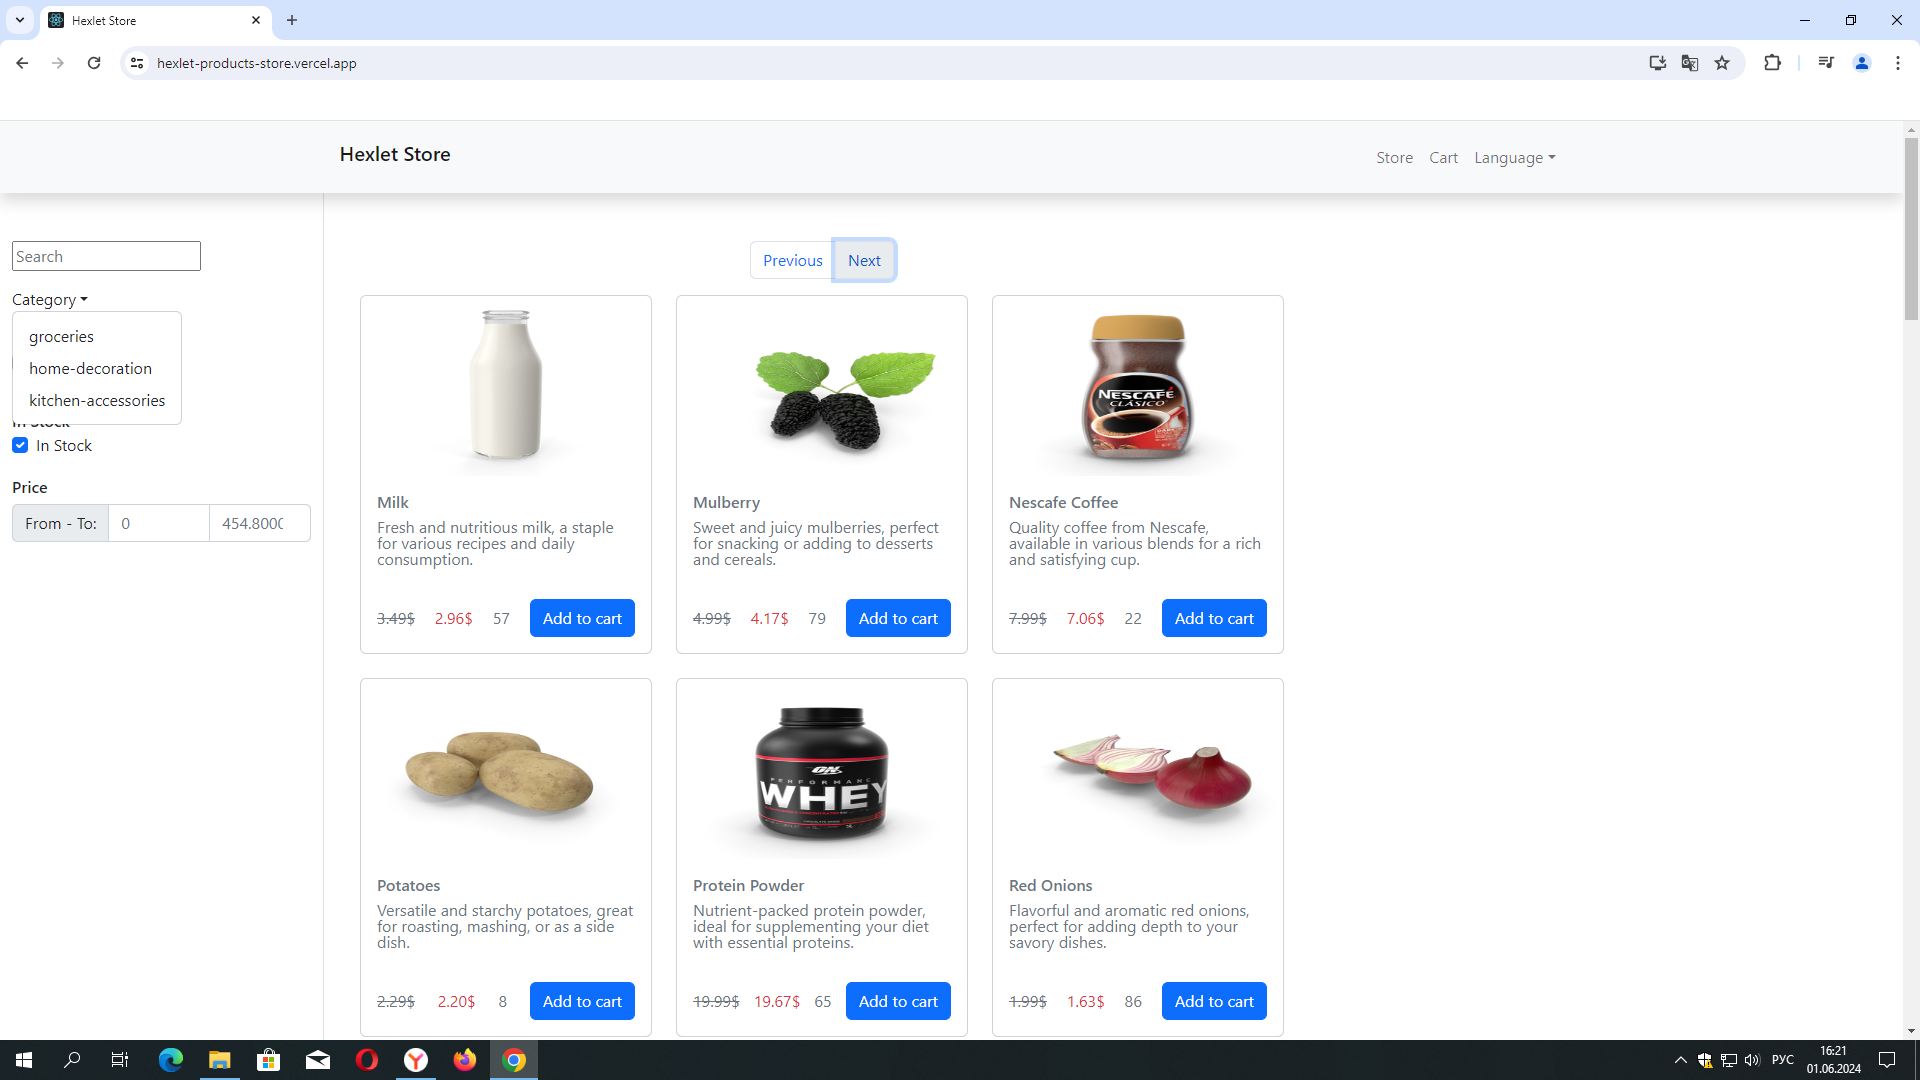 Hexlet Store
hexlet-products-store.vercel.app
Hexlet Store
Store Cart Language
Search
Category
groceries
home-decoration
kitchen-accessories
In Stock
In Stock
Price
From - To: 0 454.800
Previous Next
NESCAFÉ
CLASICO
Milk
Fresh and nutritious milk, a staple
for various recipes and daily
consumption.
3.49$ 2.96$ 57 Add to cart
Mulberry
Sweet and juicy mulberries, perfect
for snacking or adding to desserts
and cereals.
4.99$ 4.17$ 79 Add to cart
Nescafe Coffee
Quality coffee from Nescafe,
available in various blends for a rich
and satisfying cup.
7.99$ 7.06$ 22 Add to cart
ON
WHEY
Potatoes
Versatile and starchy potatoes, great
for roasting, mashing, or as a side
dish.
2.29$ 2.20$ 8 Add to cart
Protein Powder
Nutrient-packed protein powder,
ideal for supplementing your diet
with essential proteins.
19.99$ 19.67$ 65 Add to cart
Red Onions
Flavorful and aromatic red onions,
perfect for adding depth to your
savory dishes.
1.99$ 1.63$ 86 Add to cart
РУС
16:21
01.06.2024